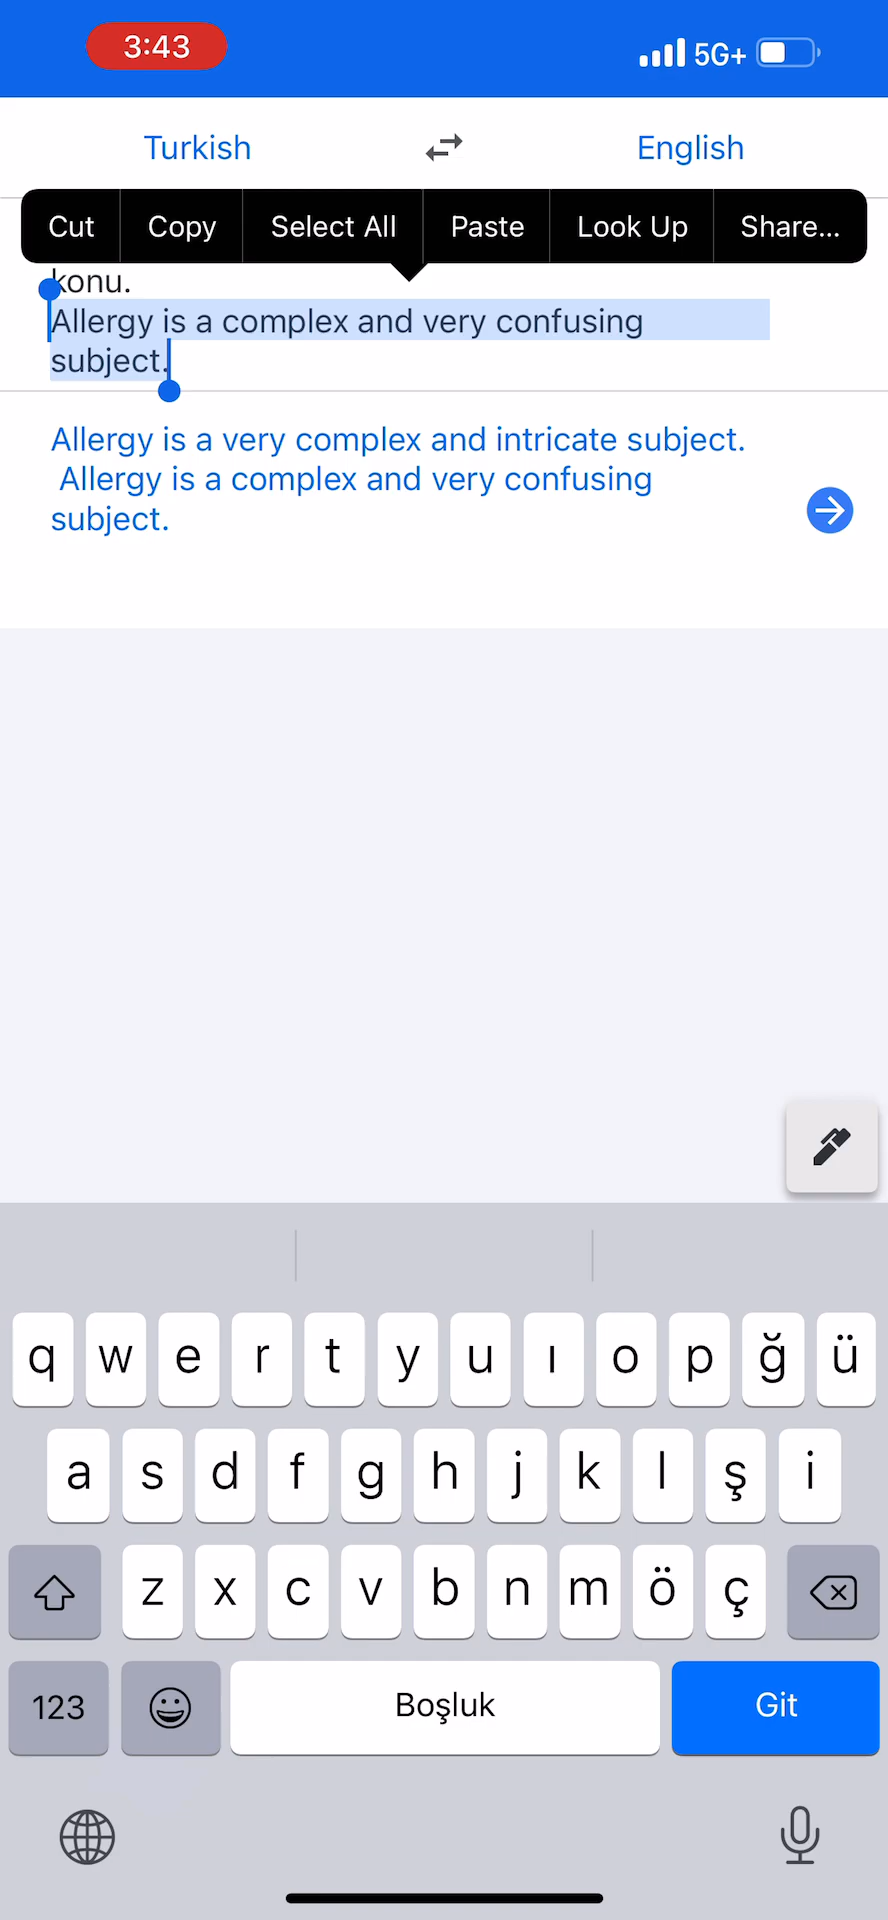 3:43
5G+
Turkish
English
Cut Copy Select All Paste Look Up Share...
konu.
Allergy is a complex and very confusing
subject.
Allergy is a very complex and intricate subject.
Allergy is a complex and very confusing
subject.
q w e r t y u ı o p ğ ü
a s d f g h j k l ş i
z x c v b n m ö ç
123 Boşluk Git